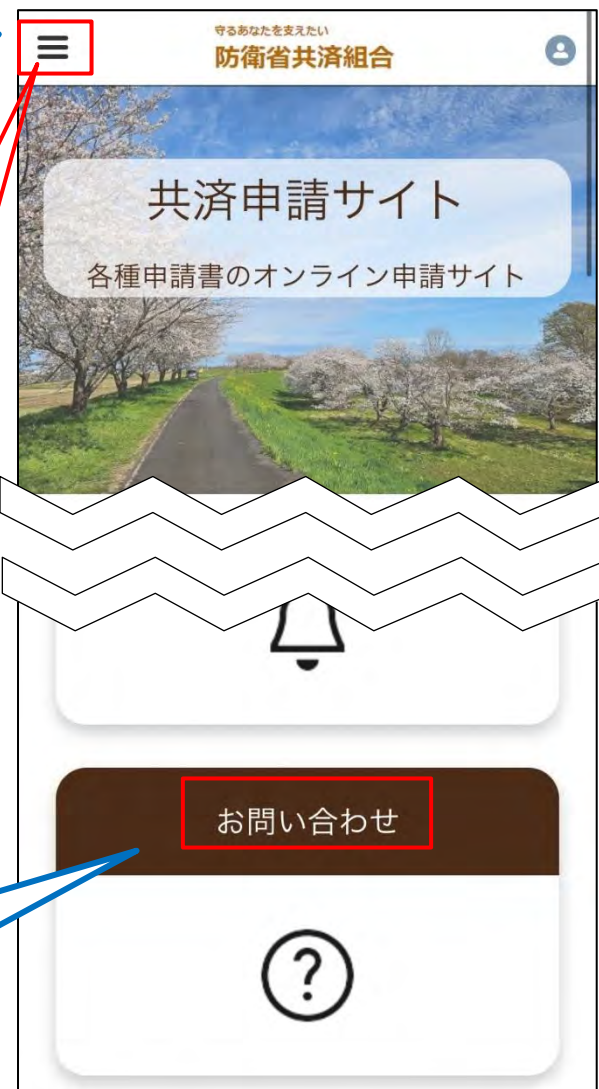 守るあなたを支えたい
防衛省共済組合
共済申請サイト
各種申請書のオンライン申請サイト
お問い合わせ
?